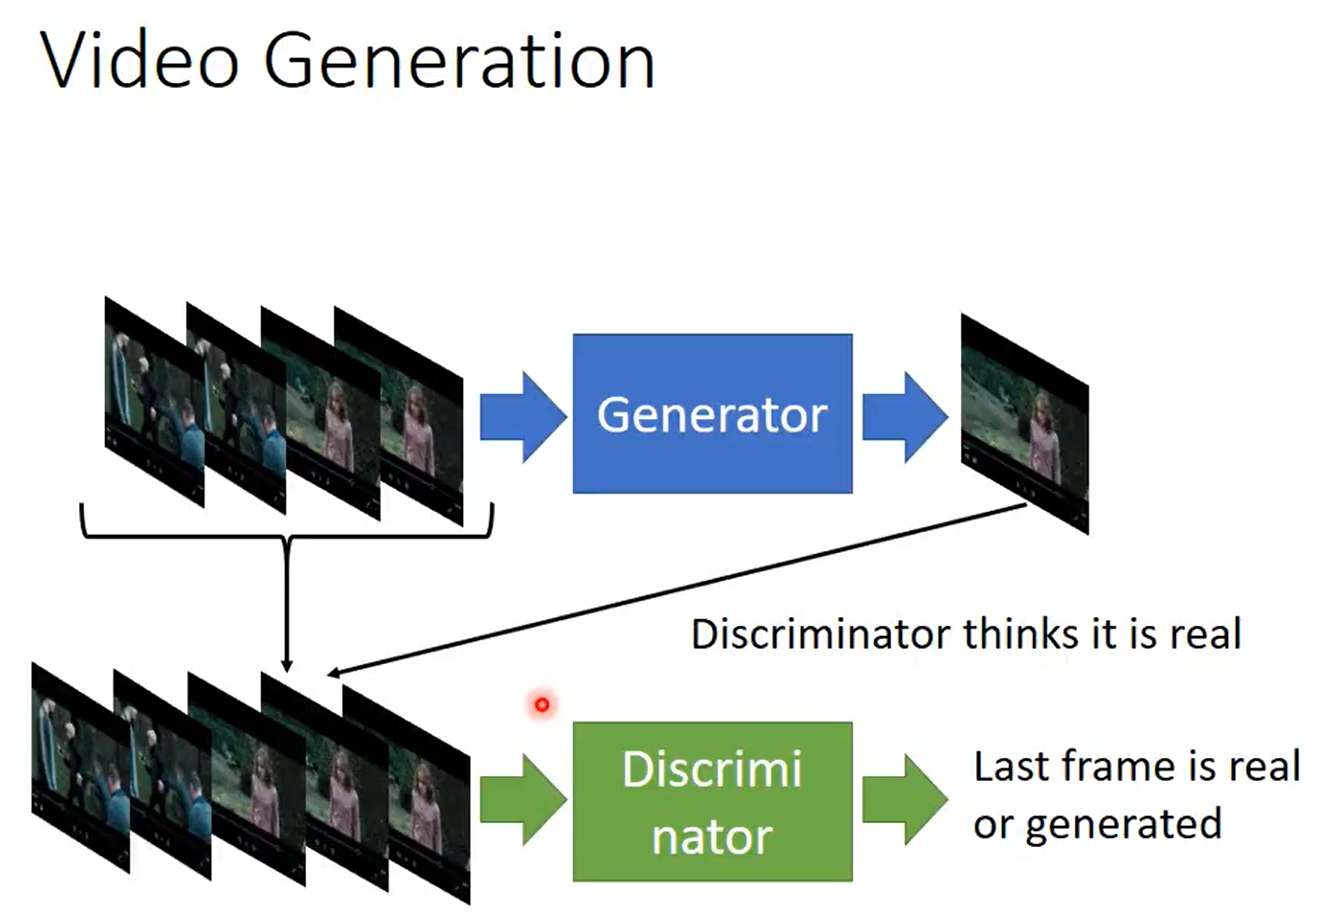 Video Generation
Generator
Discriminator thinks it is real
Discrimi
nator
Last frame is real
or generated